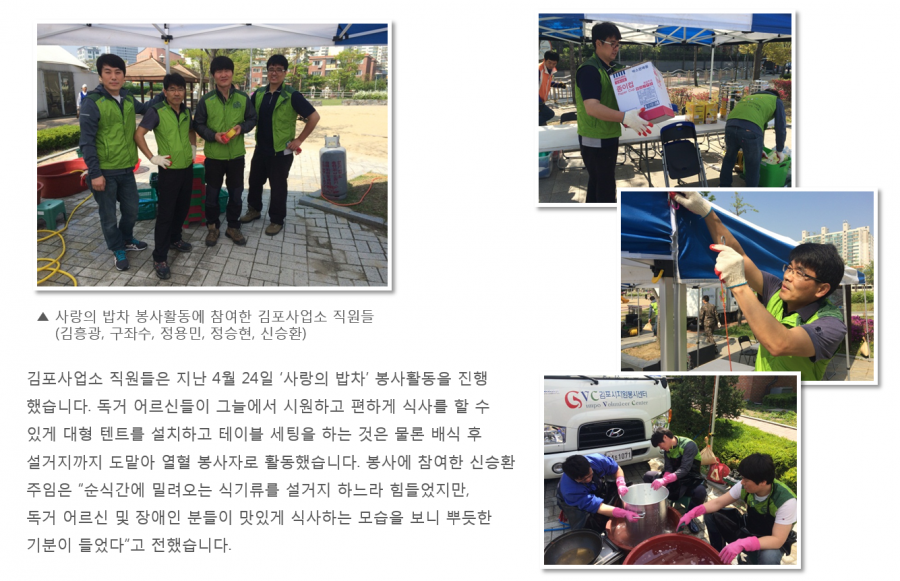 ▲ 사랑의 밥차 봉사활동에 참여한 김포사업소 직원들
(김흥광, 구좌수, 정용민, 정승현, 신승환)
김포사업소 직원들은 지난 4월 24일 ‘사랑의 밥차’ 봉사활동을 진행
했습니다. 독거 어르신들이 그늘에서 시원하고 편하게 식사를 할 수
있게 대형 텐트를 설치하고 테이블 세팅을 하는 것은 물론 배식 후
설거지까지 도맡아 열혈 봉사자로 활동했습니다. 봉사에 참여한 신승환
주임은 “순식간에 밀려오는 식기류를 설거지 하느라 힘들었지만,
독거 어르신 및 장애인 분들이 맛있게 식사하는 모습을 보니 뿌듯한
기분이 들었다”고 전했습니다.
종이컵
GSVC 김포시자원봉사센터
Volunteer Center
HYUNDAI